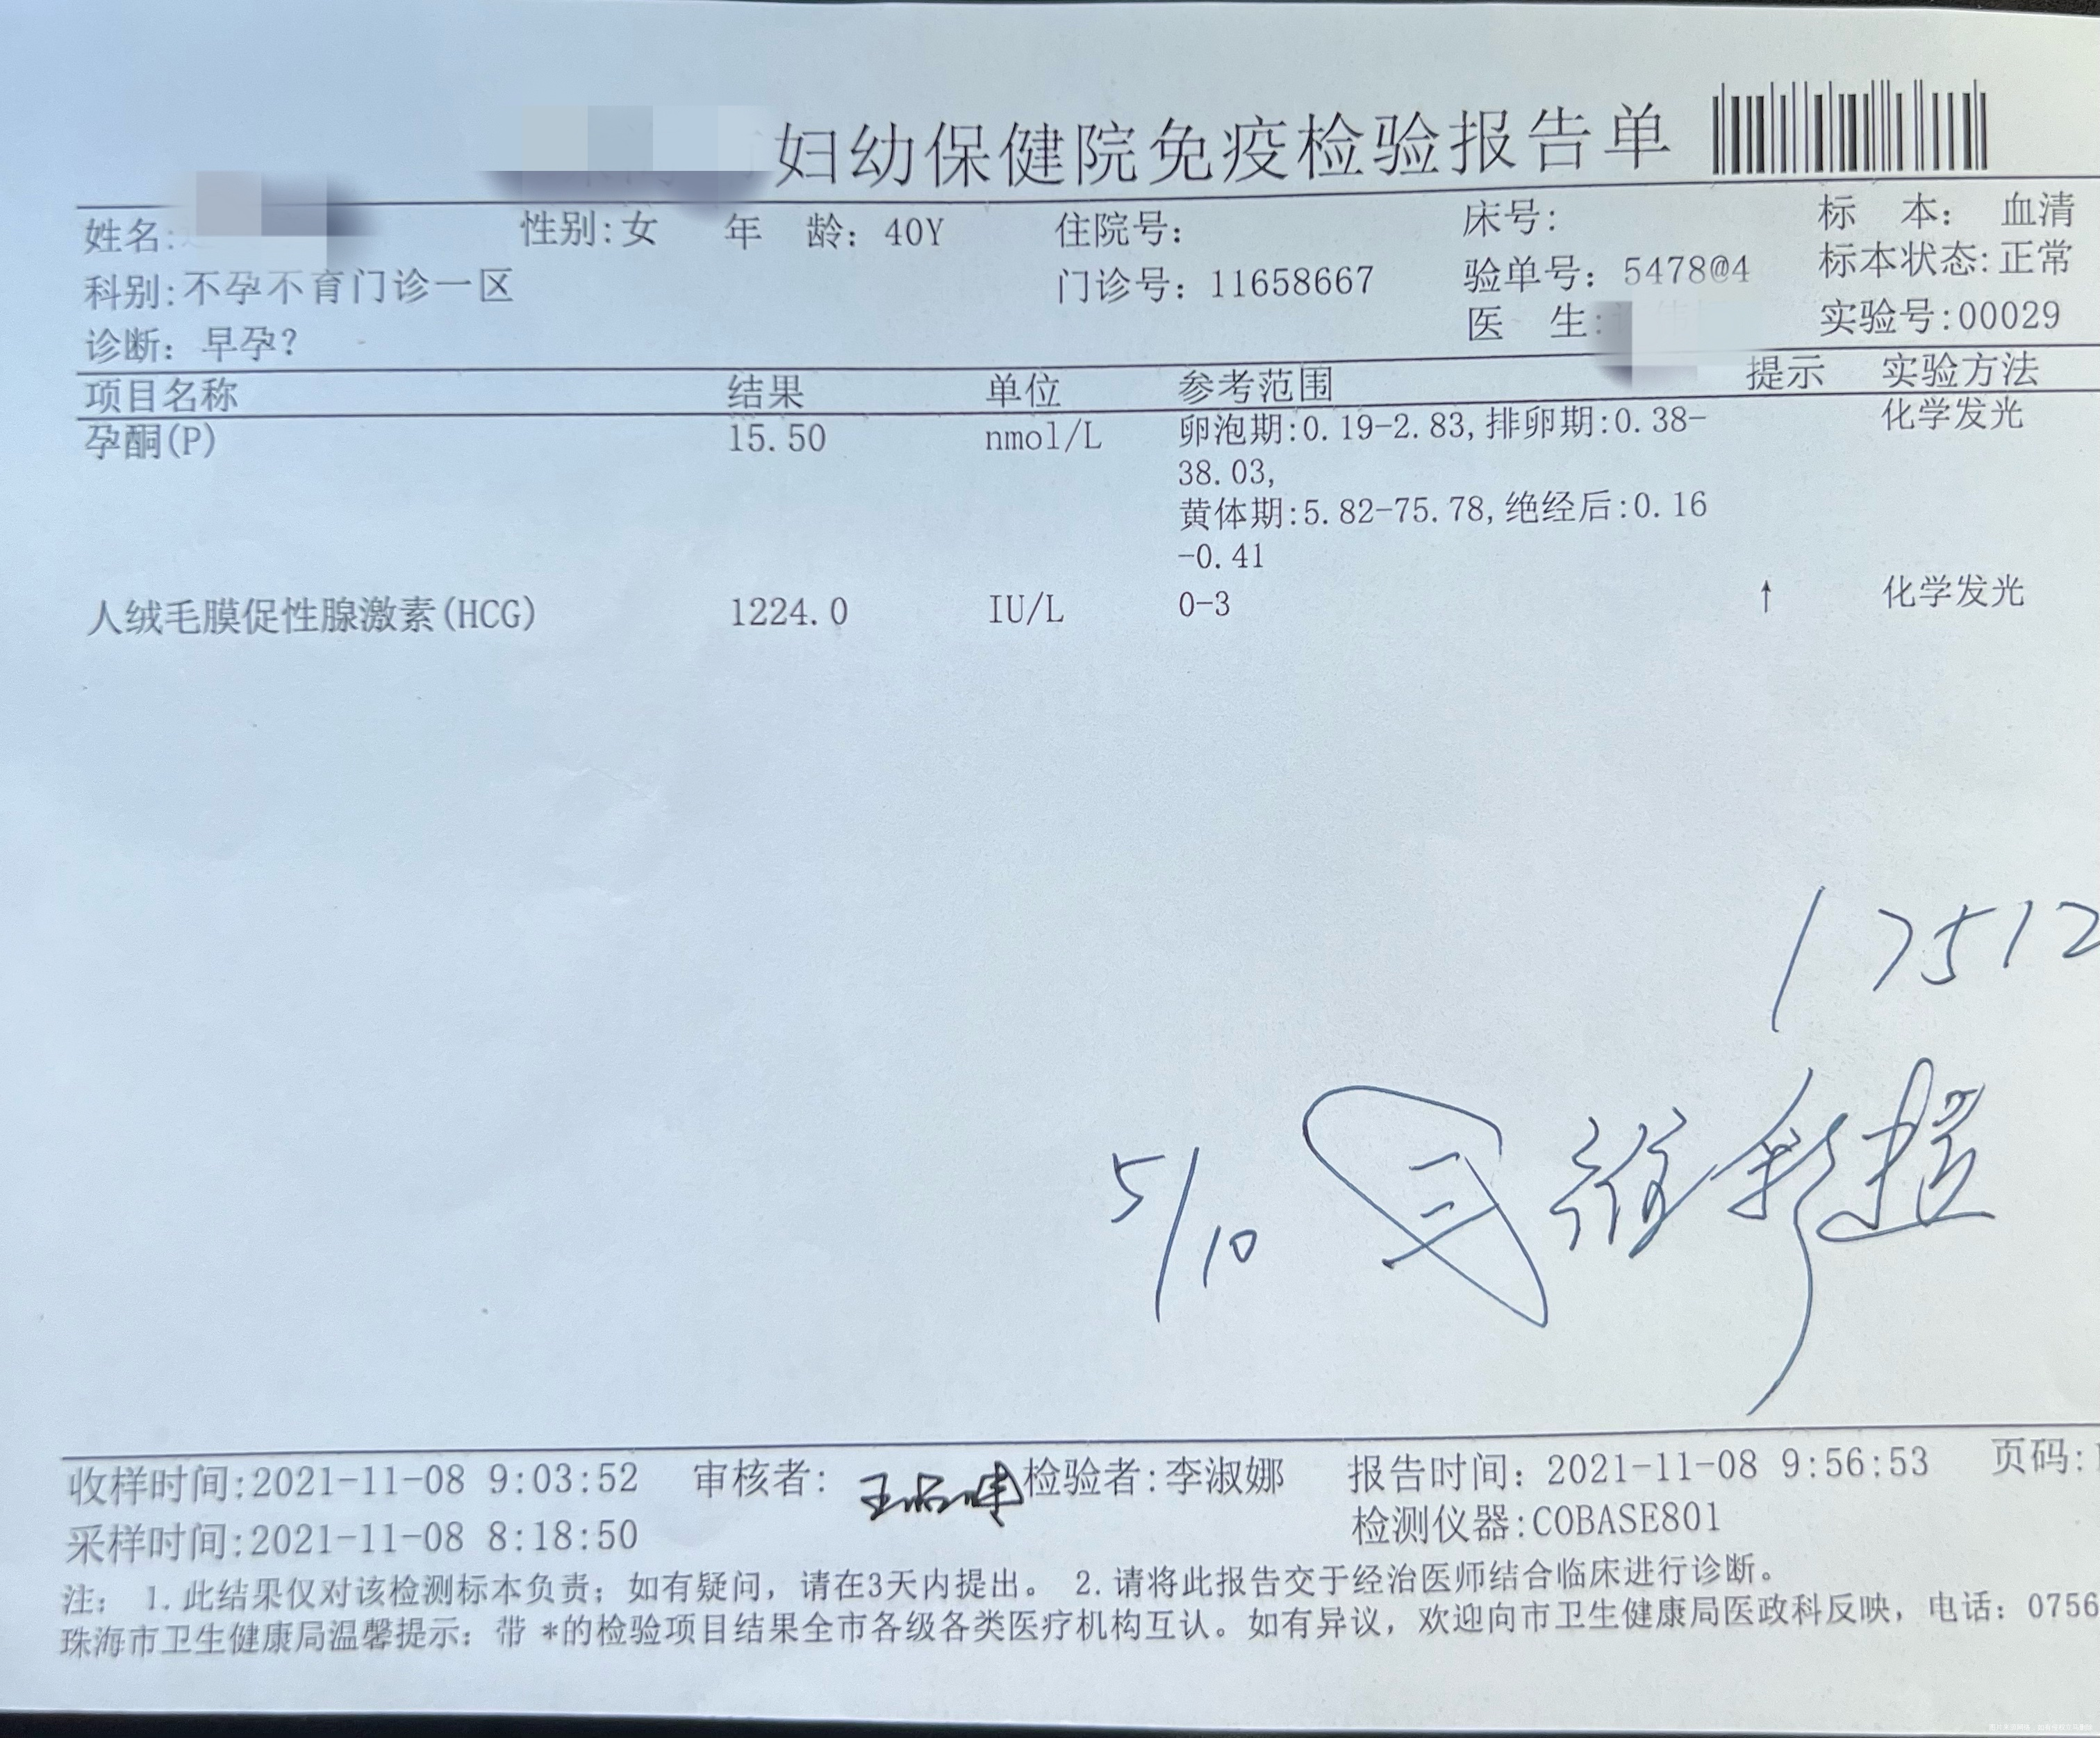 妇幼保健院免疫检验报告单
姓名: 性别:女 年 龄: 40Y 住院号: 床号: 标 本: 血清
科别:不孕不育门诊一区 门诊号: 11658667 验单号: 5478@4 标本状态:正常
诊断: 早孕? 医 生: 实验号:00029
项目名称 结果 单位 参考范围 提示 实验方法
孕酮(P) 15.50 nmol/L 卵泡期:0.19-2.83,排卵期:0.38- 化学发光
38.03,
黄体期:5.82-75.78,绝经后:0.16
-0.41
人绒毛膜促性腺激素(HCG) 1224.0 IU/L 0-3 ↑ 化学发光
17512
5/10
收样时间:2021-11-08 9:03:52 审核者: 检验者:李淑娜 报告时间: 2021-11-08 9:56:53 页码:
采样时间:2021-11-08 8:18:50 检测仪器:COBASE801
注: 1.此结果仅对该检测标本负责; 如有疑问, 请在3天内提出。 2.请将此报告交于经治医师结合临床进行诊断。
珠海市卫生健康局温馨提示: 带 *的检验项目结果全市各级各类医疗机构互认。如有异议, 欢迎向市卫生健康局医政科反映, 电话: 0756